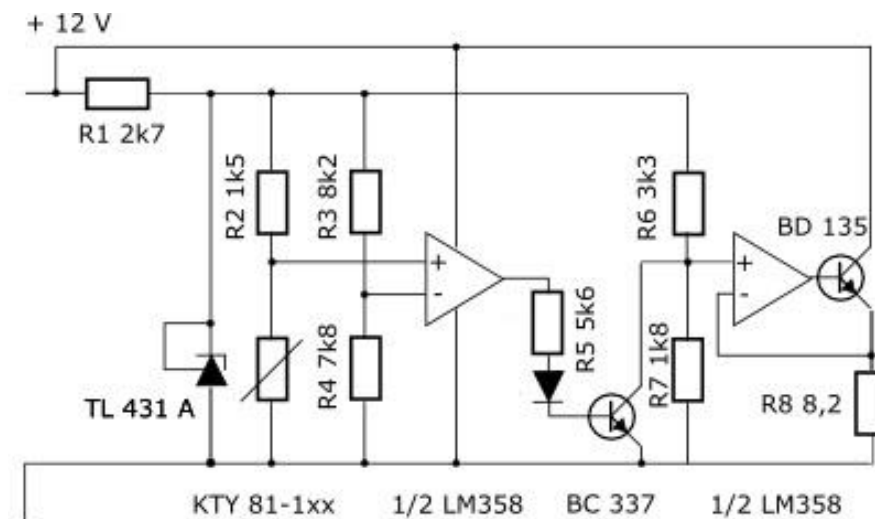 + 12 V
R1 2k7
R2 1k5
R3 8k2
R6 3k3
BD 135
+
-
+
-
R5 5k6
R4 7k8
R7 1k8
TL 431 A
R8 8,2
KTY 81-1xx 1/2 LM358 BC 337 1/2 LM358